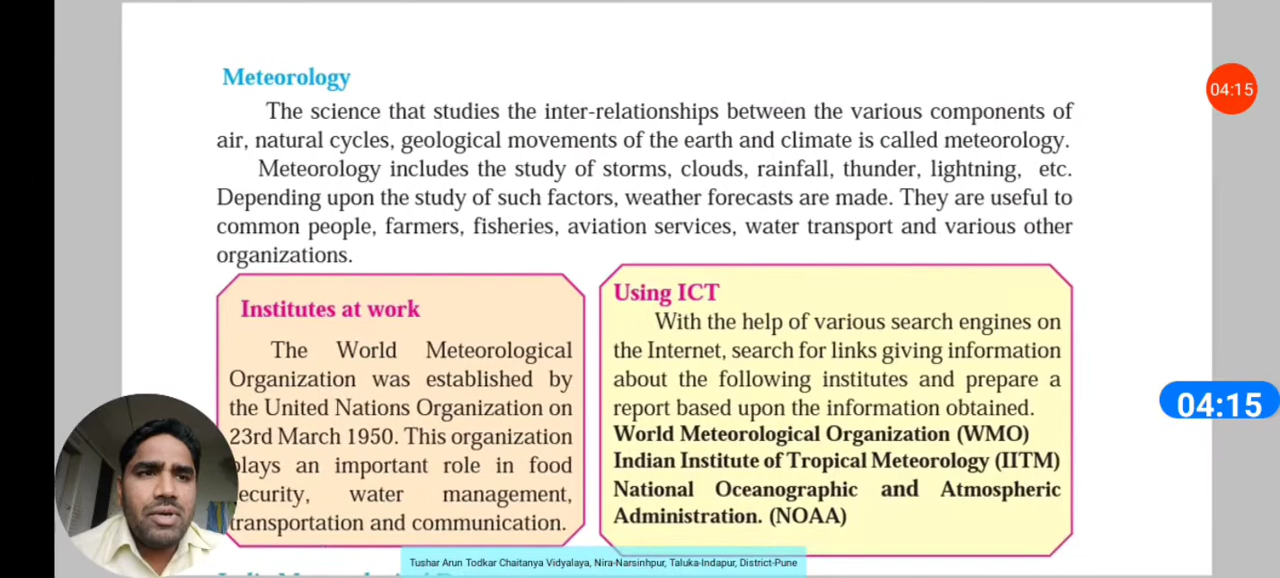 Meteorology
04:15
The science that studies the inter-relationships between the various components of
air, natural cycles, geological movements of the earth and climate is called meteorology.
Meteorology includes the study of storms, clouds, rainfall, thunder, lightning, etc.
Depending upon the study of such factors, weather forecasts are made. They are useful to
common people, farmers, fisheries, aviation services, water transport and various other
organizations.
Institutes at work
The World Meteorological
Organization was established by
the United Nations Organization on
23rd March 1950. This organization
plays an important role in food
security, water management,
transportation and communication.
Using ICT
With the help of various search engines on
the Internet, search for links giving information
about the following institutes and prepare a
report based upon the information obtained.
World Meteorological Organization (WMO)
Indian Institute of Tropical Meteorology (IITM)
National Oceanographic and Atmospheric
Administration. (NOAA)
04:15
Tushar Arun Todkar Chaitanya Vidyalaya, Nira-Narsinhpur, Taluka-Indapur, District-Pune